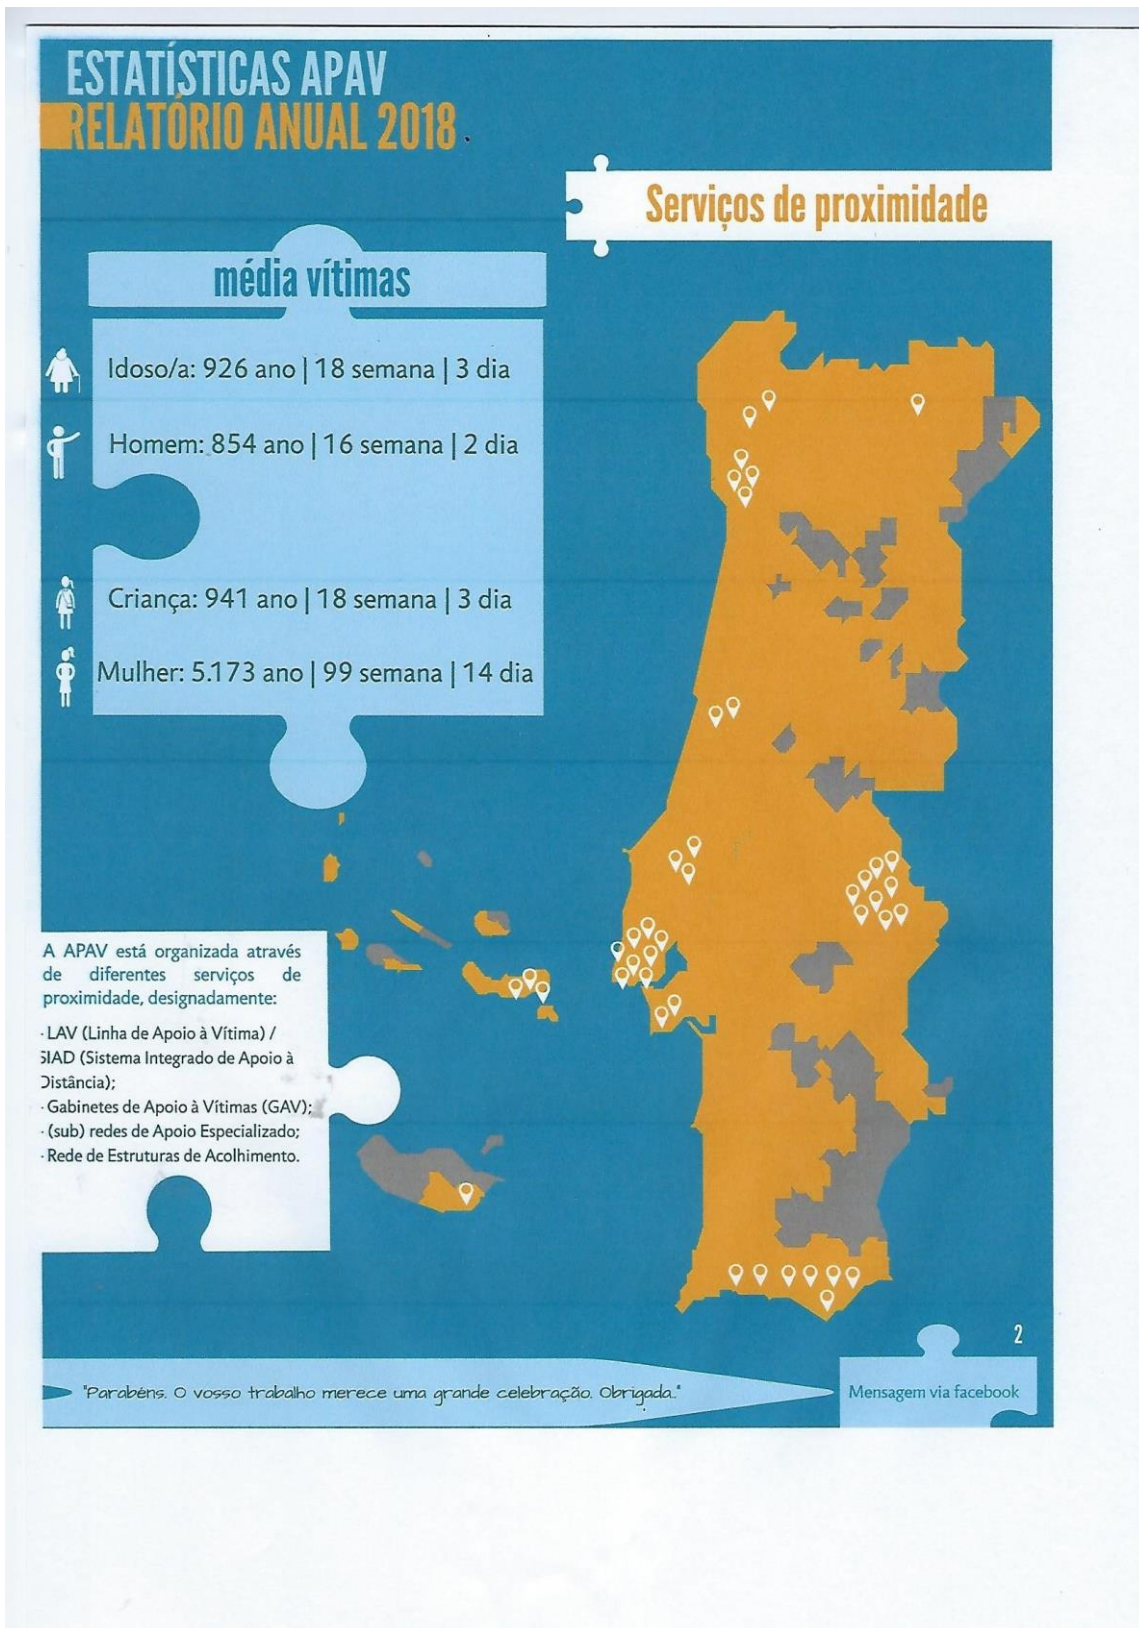 ESTATÍSTICAS APAV
RELATÓRIO ANUAL 2018
Serviços de proximidade
média vítimas
Idoso/a: 926 ano | 18 semana | 3 dia
Homem: 854 ano | 16 semana | 2 dia
Criança: 941 ano | 18 semana | 3 dia
Mulher: 5.173 ano | 99 semana | 14 dia
A APAV está organizada através
de diferentes serviços de
proximidade, designadamente:
· LAV (Linha de Apoio à Vítima) /
SIAD (Sistema Integrado de Apoio à
Distância);
· Gabinetes de Apoio à Vítimas (GAV);
· (sub) redes de Apoio Especializado;
· Rede de Estruturas de Acolhimento.
2
"Parabéns. O vosso trabalho merece uma grande celebração. Obrigada."
Mensagem via facebook